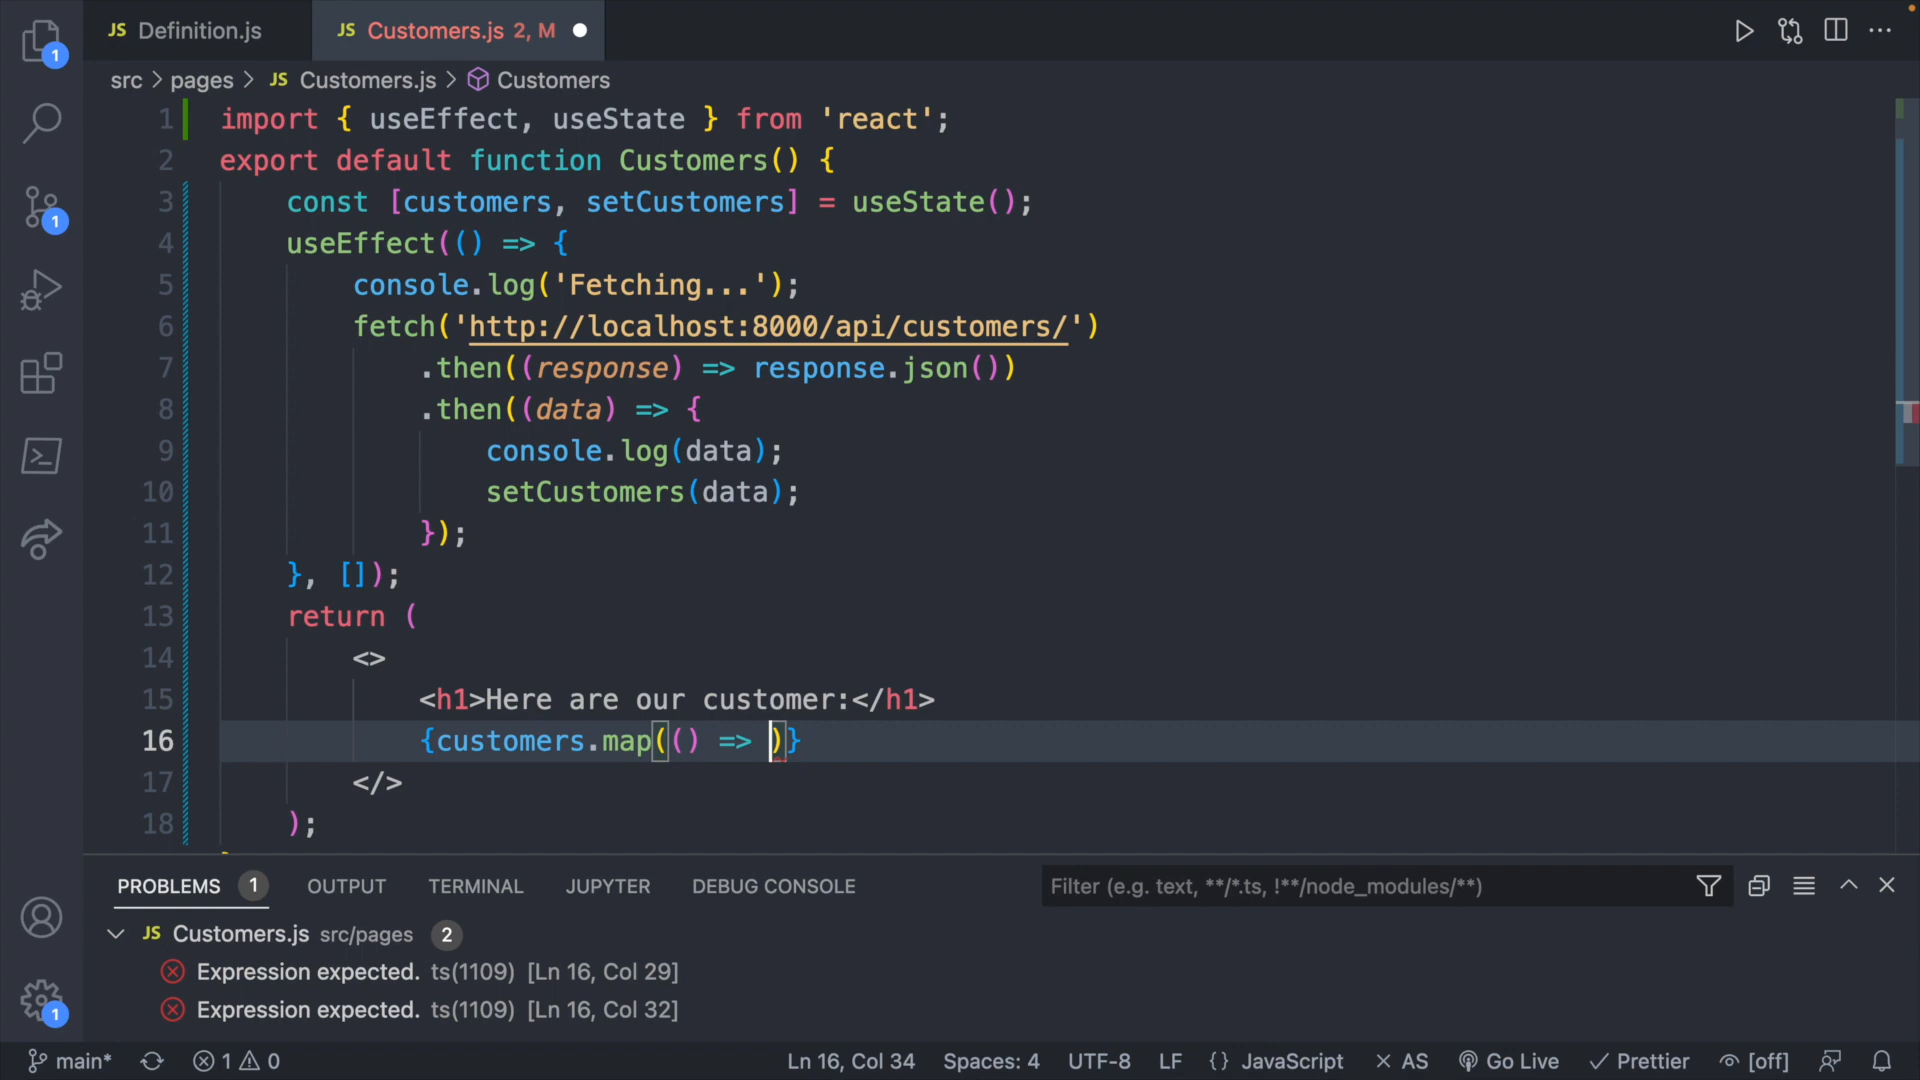 JS Definition.js
JS Customers.js 2, M
src > pages > JS Customers.js > Customers
1 import { useEffect, useState } from 'react';
2 export default function Customers() {
3 const [customers, setCustomers] = useState();
4 useEffect(() => {
5 console.log('Fetching...');
6 fetch('http://localhost:8000/api/customers/')
7 .then((response) => response.json())
8 .then((data) => {
9 console.log(data);
10 setCustomers(data);
11 });
12 }, []);
13 return (
14 <>
15 <h1>Here are our customer:</h1>
16 {customers.map(() => )}
17 </>
18 );
1
1
1
PROBLEMS 1 OUTPUT TERMINAL JUPYTER DEBUG CONSOLE Filter (e.g. text, **/*.ts, !**/node_modules/**)
JS Customers.js src/pages 2
Expression expected. ts(1109) [Ln 16, Col 29]
Expression expected. ts(1109) [Ln 16, Col 32]
main* 1 0 Ln 16, Col 34 Spaces: 4 UTF-8 LF {} JavaScript × AS Go Live ✓ Prettier [off]